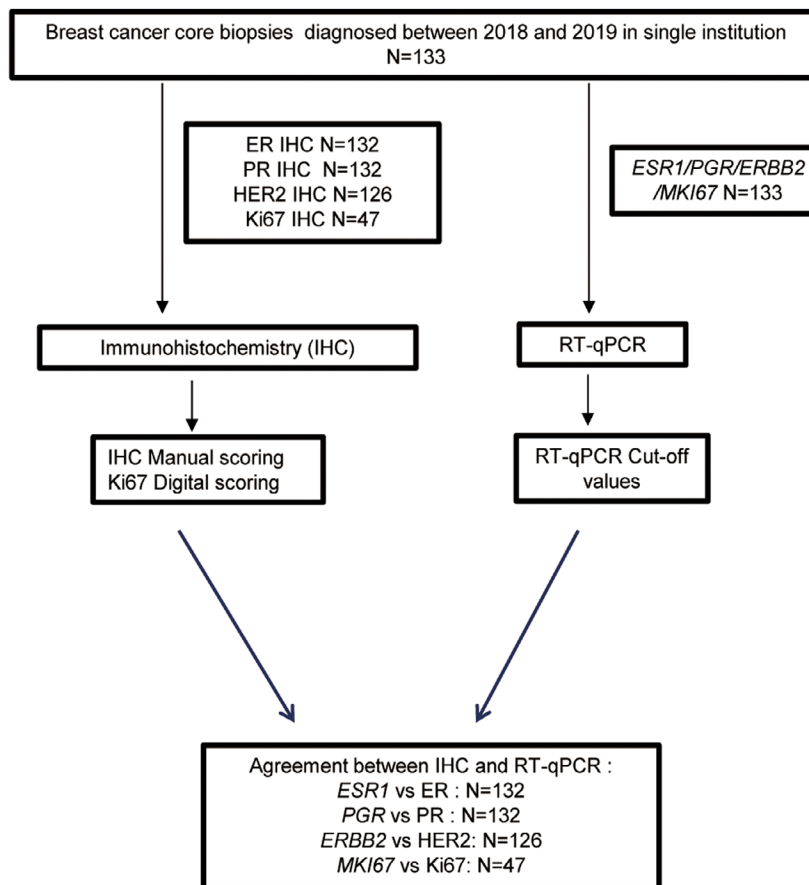 Breast cancer core biopsies diagnosed between 2018 and 2019 in single institution
N=133
ER IHC N=132
PR IHC N=132
HER2 IHC N=126
Ki67 IHC N=47
ESR1/PGR/ERBB2
/MKI67 N=133
Immunohistochemistry (IHC)
RT-qPCR
IHC Manual scoring
Ki67 Digital scoring
RT-qPCR Cut-off
values
Agreement between IHC and RT-qPCR :
ESR1 vs ER : N=132
PGR vs PR : N=132
ERBB2 vs HER2: N=126
MKI67 vs Ki67: N=47